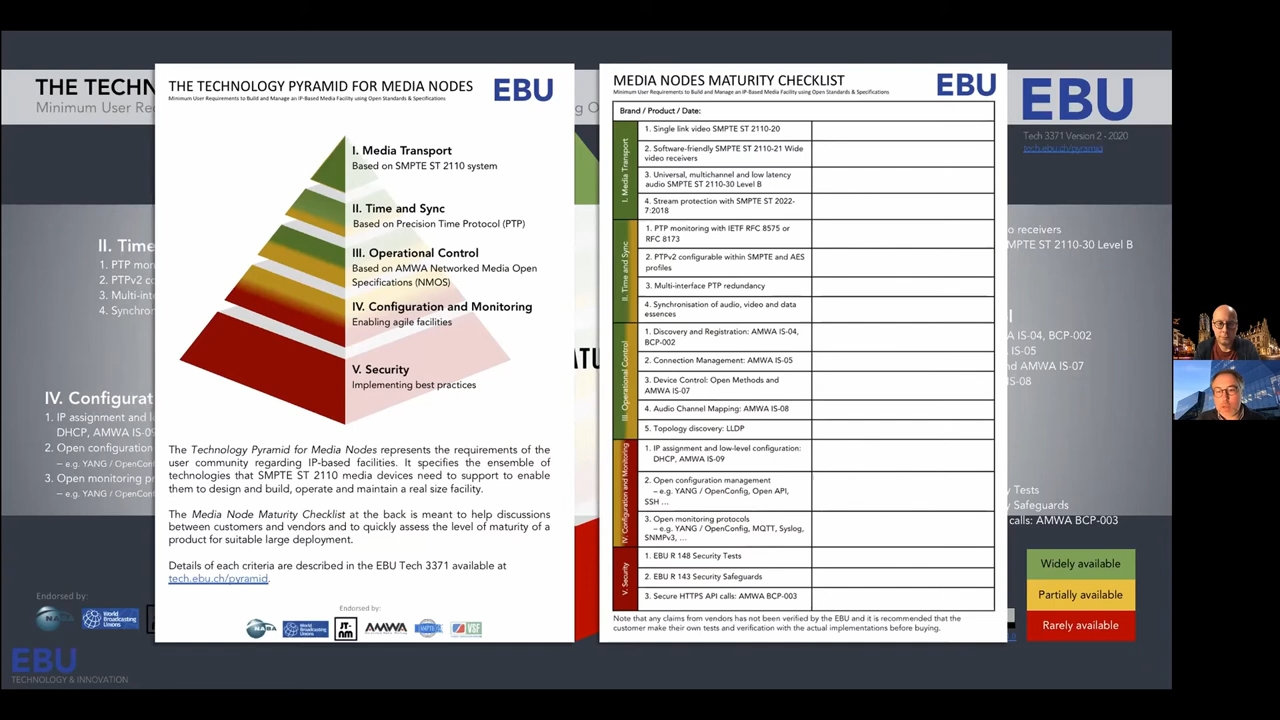 THE TECHNOLOGY PYRAMID FOR MEDIA NODES
Minimum User Requirements to Build and Manage an IP-Based Media Facility using Open Standards & Specifications
EBU
I. Media Transport
Based on SMPTE ST 2110 system
II. Time and Sync
Based on Precision Time Protocol (PTP)
III. Operational Control
Based on AMWA Networked Media Open
Specifications (NMOS)
IV. Configuration and Monitoring
Enabling agile facilities
V. Security
Implementing best practices
The Technology Pyramid for Media Nodes represents the requirements of the
user community regarding IP-based facilities. It specifies the ensemble of
technologies that SMPTE ST 2110 media devices need to support to enable
them to design and build, operate and maintain a real size facility.
The Media Node Maturity Checklist at the back is meant to help discussions
between customers and vendors and to quickly assess the level of maturity of a
product for suitable large deployment.
Details of each criteria are described in the EBU Tech 3371 available at
tech.ebu.ch/pyramid.
Endorsed by:
NABA
World
Broadcasting
Unions
JT-
NM
AMWA
SMPTE
VSF
MEDIA NODES MATURITY CHECKLIST
Minimum User Requirements to Build and Manage an IP-Based Media Facility using Open Standards & Specifications
EBU
Brand / Product / Date:
I. Media Transport
1. Single link video SMPTE ST 2110-20
2. Software-friendly SMPTE ST 2110-21 Wide
video receivers
3. Universal, multichannel and low latency
audio SMPTE ST 2110-30 Level B
4. Stream protection with SMPTE ST 2022-
7:2018
II. Time and Sync
1. PTP monitoring with IETF RFC 8575 or
RFC 8173
2. PTPv2 configurable within SMPTE and AES
profiles
3. Multi-interface PTP redundancy
4. Synchronisation of audio, video and data
essences
III. Operational Control
1. Discovery and Registration: AMWA IS-04,
BCP-002
2. Connection Management: AMWA IS-05
3. Device Control: Open Methods and
AMWA IS-07
4. Audio Channel Mapping: AMWA IS-08
5. Topology discovery: LLDP
IV. Configuration and Monitoring
1. IP assignment and low-level configuration:
DHCP, AMWA IS-09
2. Open configuration management
– e.g. YANG / OpenConfig, Open API,
SSH ...
3. Open monitoring protocols
– e.g. YANG / OpenConfig, MQTT, Syslog,
SNMPv3, ...
V. Security
1. EBU R 148 Security Tests
2. EBU R 143 Security Safeguards
3. Secure HTTPS API calls: AMWA BCP-003
Note that any claims from vendors has not been verified by the EBU and it is recommended that the
customer make their own tests and verification with the actual implementations before buying.
THE TECHN
Minimum User Re
II. Time
1. PTP mon
2. PTPv2 co
3. Multi-inte
4. Synchron
IV. Configurat
1. IP assignment and lo
DHCP, AMWA IS-09
2. Open configuration
– e.g. YANG / OpenConf
3. Open monitoring pr
– e.g. YANG / OpenConf
Endorsed by:
NABA
World
Broadcasting
Unions
EBU
TECHNOLOGY & INNOVATION
EBU
Tech 3371 Version 2 - 2020
tech.ebu.ch/pyramid
o receivers
MPTE ST 2110-30 Level B
A IS-04, BCP-002
A IS-05
nd AMWA IS-07
IS-08
Tests
afeguards
calls: AMWA BCP-003
Widely available
Partially available
Rarely available